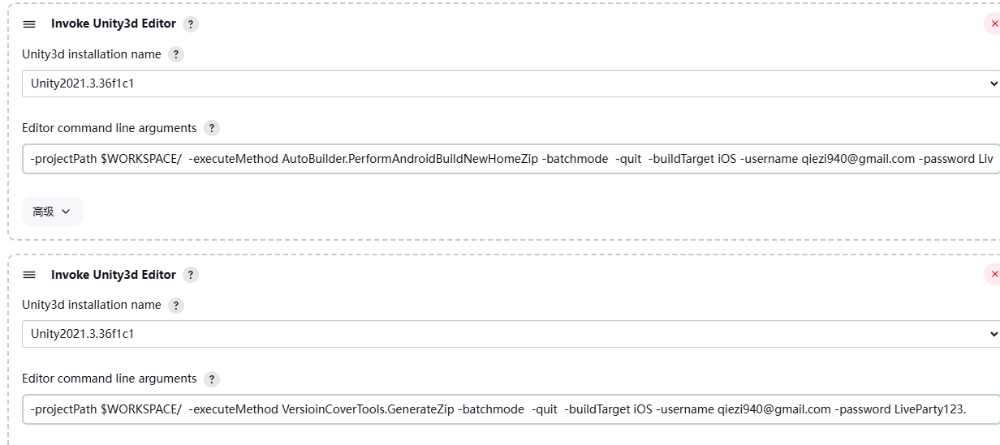 Invoke Unity3d Editor ?
Unity3d installation name ?
Unity2021.3.36f1c1
Editor command line arguments ?
-projectPath $WORKSPACE/  -executeMethod AutoBuilder.PerformAndroidBuildNewHomeZip -batchmode  -quit  -buildTarget iOS -username qiezi940@gmail.com -password Liv
高级
Invoke Unity3d Editor ?
Unity3d installation name ?
Unity2021.3.36f1c1
Editor command line arguments ?
-projectPath $WORKSPACE/  -executeMethod VersioinCoverTools.GenerateZip -batchmode  -quit  -buildTarget iOS -username qiezi940@gmail.com -password LiveParty123.